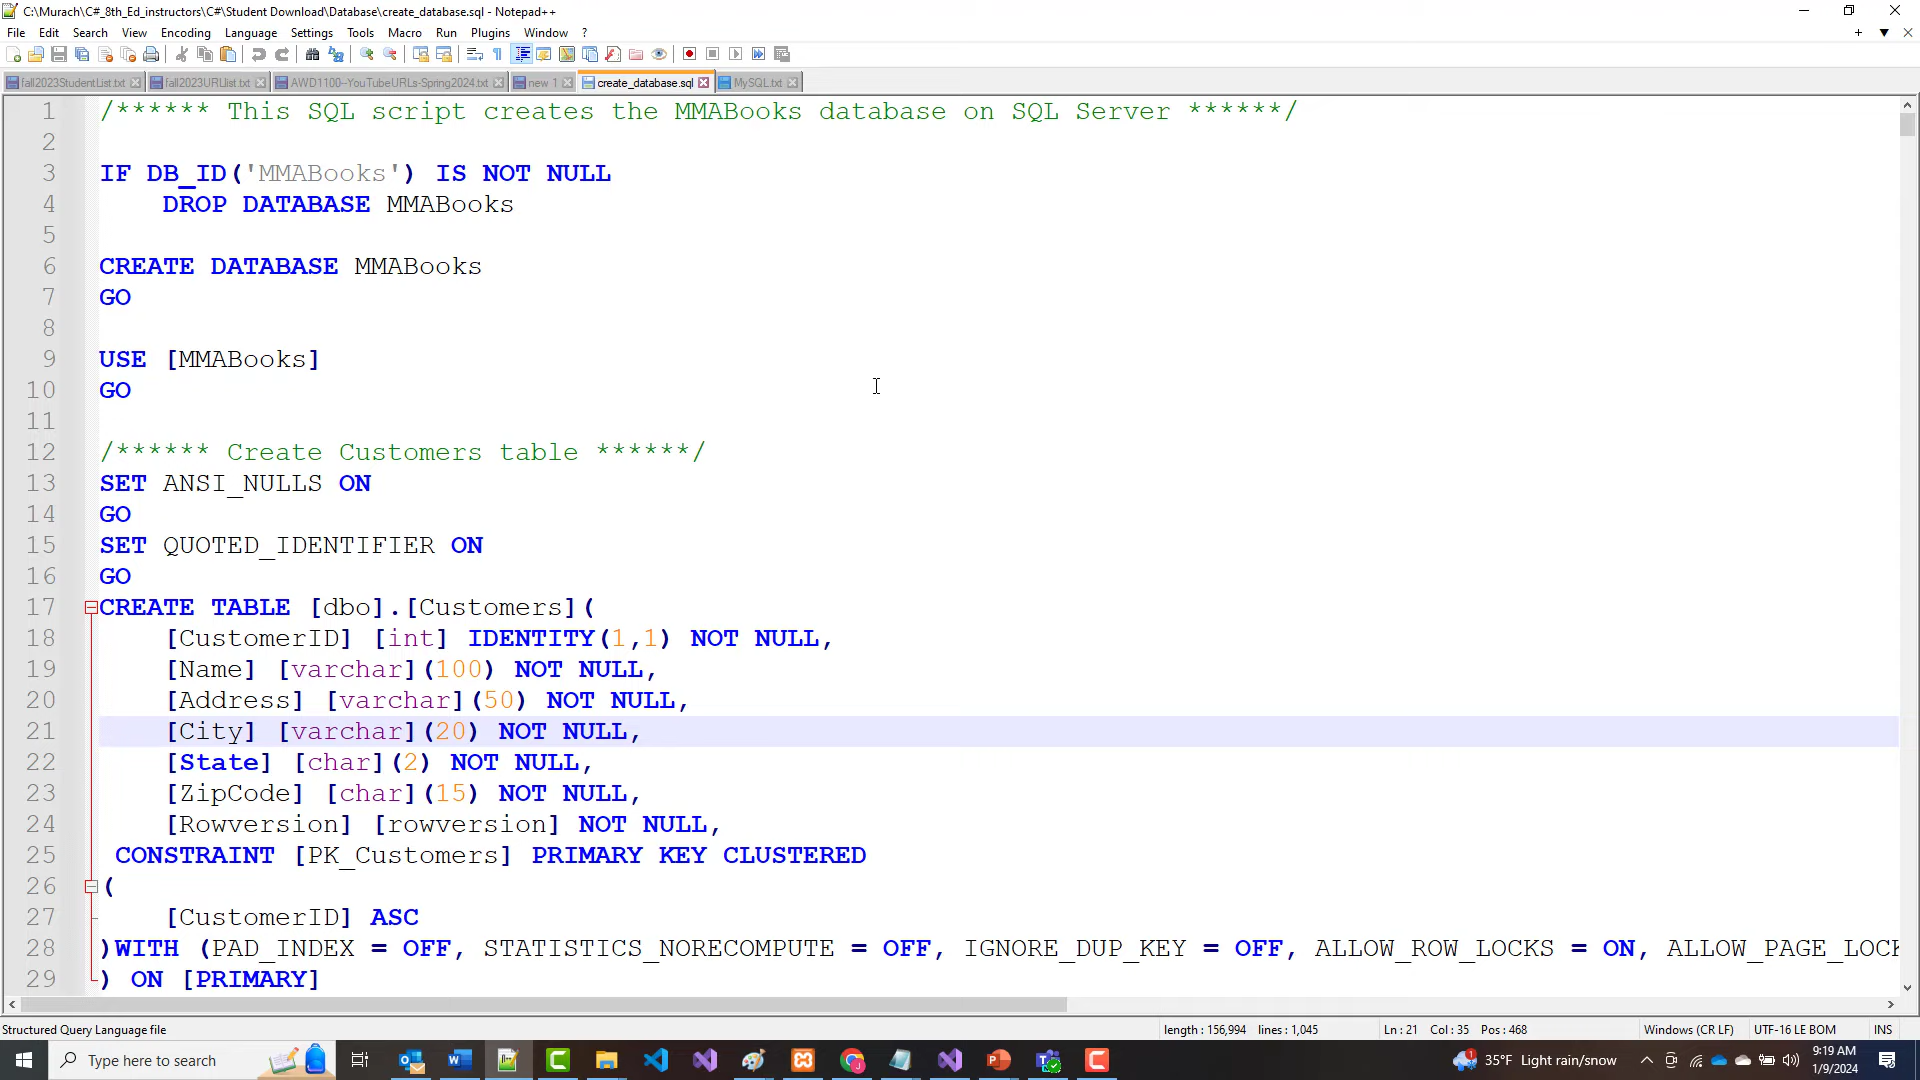 C:\Murach\C#_8th_Ed_instructors\C#\Student Download\Database\create_database.sql - Notepad++
File Edit Search View Encoding Language Settings Tools Macro Run Plugins Window ?
fall2023StudentList.txt fall2023URLlist.txt AWD1100--YouTubeURLs-Spring2024.txt new 1 create_database.sql MySQL.txt
1 /****** This SQL script creates the MMABooks database on SQL Server ******/
2
3 IF DB_ID('MMABooks') IS NOT NULL
4 DROP DATABASE MMABooks
5
6 CREATE DATABASE MMABooks
7 GO
8
9 USE [MMABooks]
10 GO
11
12 /****** Create Customers table ******/
13 SET ANSI_NULLS ON
14 GO
15 SET QUOTED_IDENTIFIER ON
16 GO
17 CREATE TABLE [dbo].[Customers](
18 [CustomerID] [int] IDENTITY(1,1) NOT NULL,
19 [Name] [varchar](100) NOT NULL,
20 [Address] [varchar](50) NOT NULL,
21 [City] [varchar](20) NOT NULL,
22 [State] [char](2) NOT NULL,
23 [ZipCode] [char](15) NOT NULL,
24 [Rowversion] [rowversion] NOT NULL,
25 CONSTRAINT [PK_Customers] PRIMARY KEY CLUSTERED
26 (
27 [CustomerID] ASC
28 )WITH (PAD_INDEX = OFF, STATISTICS_NORECOMPUTE = OFF, IGNORE_DUP_KEY = OFF, ALLOW_ROW_LOCKS = ON, ALLOW_PAGE_LOCK
29 ) ON [PRIMARY]
Structured Query Language file length : 156,994 lines : 1,045 Ln : 21 Col : 35 Pos : 468 Windows (CR LF) UTF-16 LE BOM INS
Type here to search 35°F Light rain/snow 9:19 AM
1/9/2024